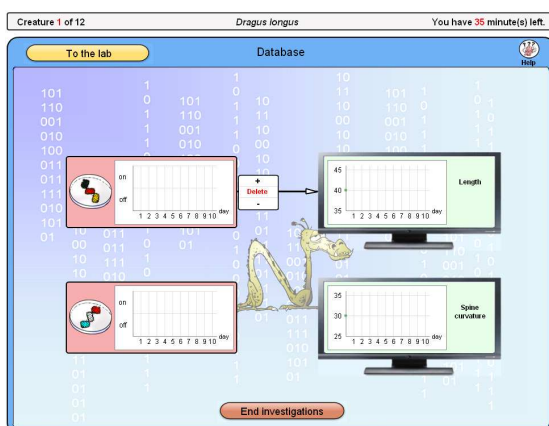 Creature 1 of 12 Dragus longus You have 35 minute(s) left.
To the lab Database Help
on
off
1 2 3 4 5 6 7 8 9 10 day
+
Delete
-
45
40
35
1 2 3 4 5 6 7 8 9 10 day
Length
on
off
1 2 3 4 5 6 7 8 9 10 day
35
30
25
1 2 3 4 5 6 7 8 9 10 day
Spine
curvature
End investigations